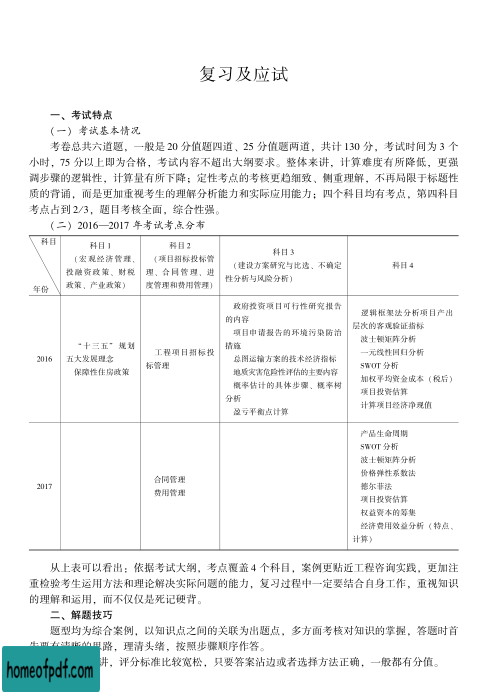 复习及应试
一、考试特点
(一) 考试基本情况
考卷总共六道题，一般是 20 分值题四道、25 分值题两道，共计 130 分，考试时间为 3 个
小时，75 分以上即为合格，考试内容不超出大纲要求。整体来讲，计算难度有所降低，更强
调步骤的逻辑性，计算量有所下降；定性考点的考核更趋细致、侧重理解，不再局限于标题性
质的背诵，而是更加重视考生的理解分析能力和实际应用能力；四个科目均有考点，第四科目
考点占到 2/3，题目考核全面，综合性强。
(二) 2016—2017 年考试考点分布
科目
年份
科目 1
(宏观经济管理、
投融资政策、财税
政策、产业政策)
科目 2
(项目招标投标管
理、合同管理、进
度管理和费用管理)
科目 3
(建设方案研究与比选、不确定
性分析与风险分析)
科目 4
2016
“十三五”规划
五大发展理念
保障性住房政策
工程项目招标投
标管理
政府投资项目可行性研究报告
的内容
项目申请报告的环境污染防治
措施
总图运输方案的技术经济指标
地质灾害危险性评估的主要内容
概率估计的具体步骤、概率树
分析
盈亏平衡点计算
逻辑框架法分析项目产出
层次的客观验证指标
波士顿矩阵分析
一元线性回归分析
SWOT 分析
加权平均资金成本（税后）
项目投资估算
计算项目经济净现值
2017
合同管理
费用管理
产品生命周期
SWOT 分析
波士顿矩阵分析
价格弹性系数法
德尔菲法
项目投资估算
权益资本的筹集
经济费用效益分析（特点、
计算）
从上表可以看出：依据考试大纲，考点覆盖 4 个科目，案例更贴近工程咨询实践，更加注
重检验考生运用方法和理论解决实际问题的能力，复习过程中一定要结合自身工作，重视知识
的理解和运用，而不仅仅是死记硬背。
二、解题技巧
题型均为综合案例，以知识点之间的关联为出题点，多方面考核对知识的掌握，答题时首
先要有清晰的思路，理清头绪，按照步骤顺序作答。
讲，评分标准比较宽松，只要答案沾边或者选择方法正确，一般都有分值。
homeofpdf.com